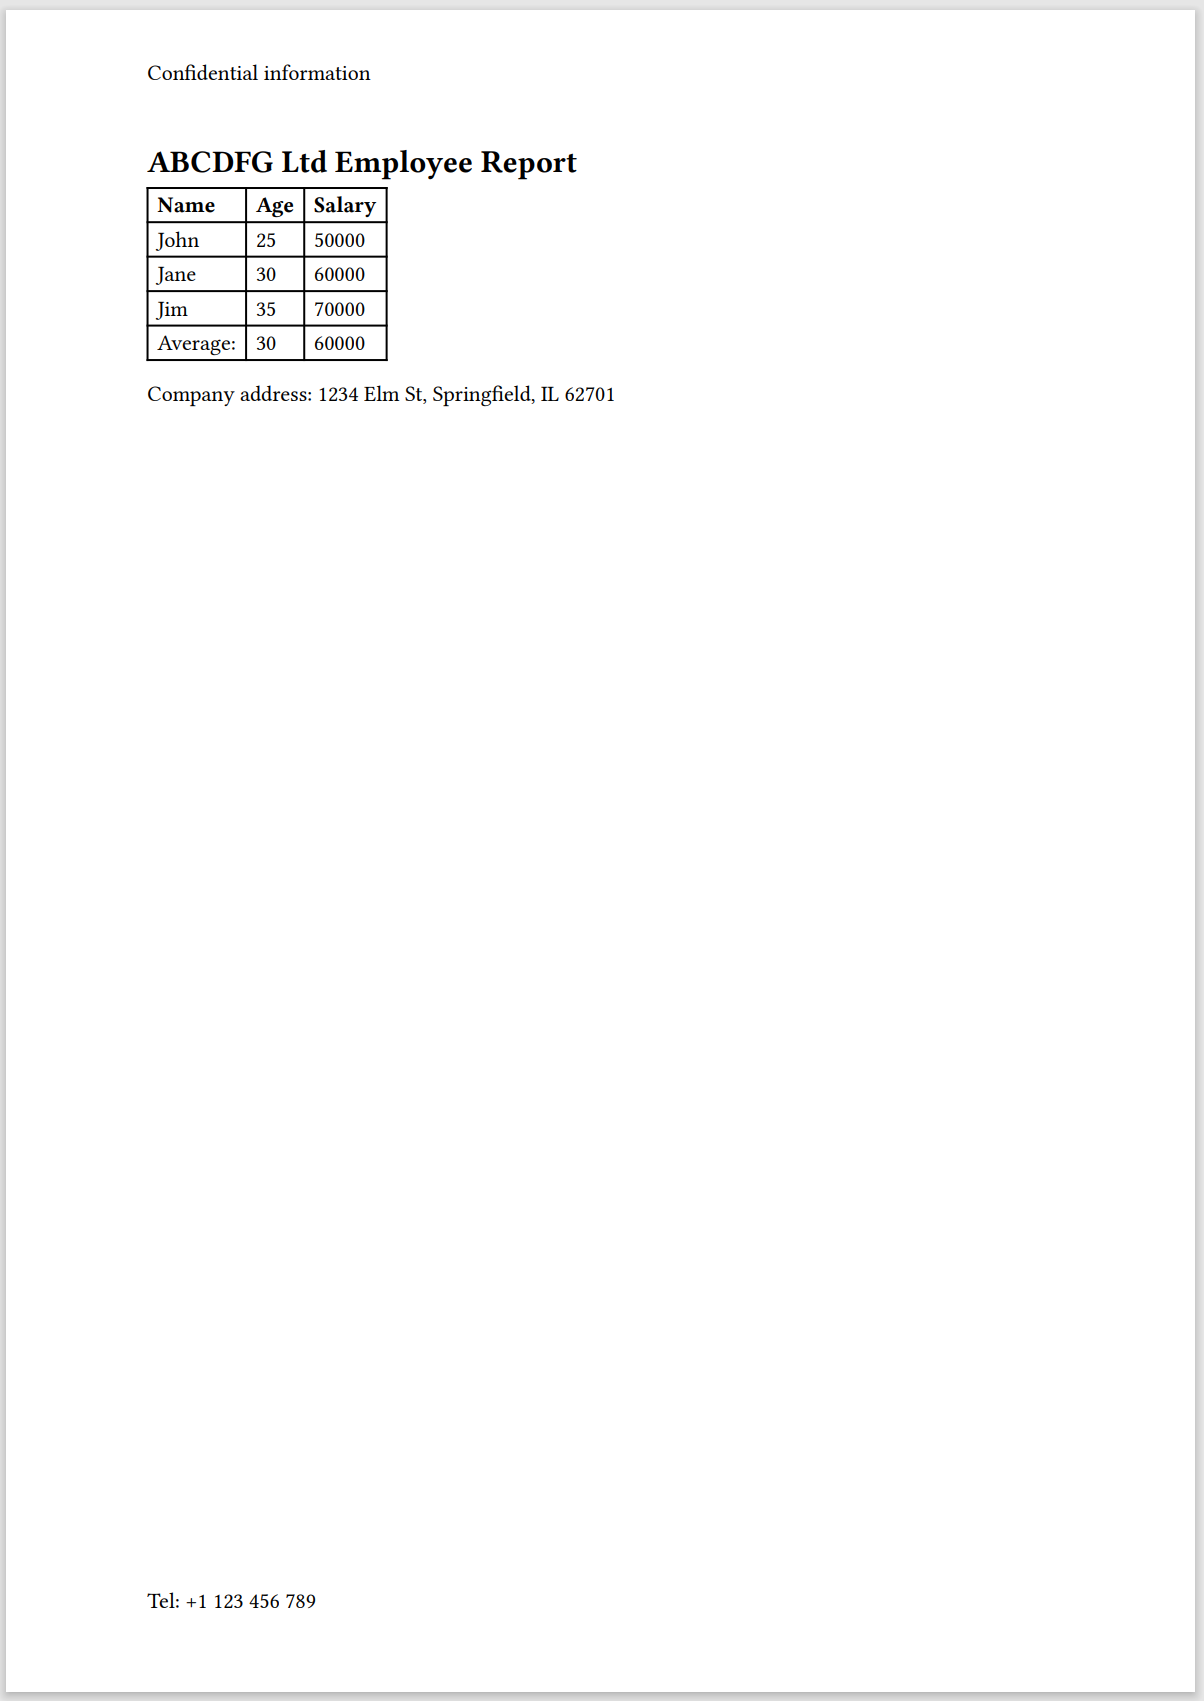 Confidential information
ABCDFG Ltd Employee Report
Name Age Salary
John 25 50000
Jane 30 60000
Jim 35 70000
Average: 30 60000
Company address: 1234 Elm St, Springfield, IL 62701
Tel: +1 123 456 789